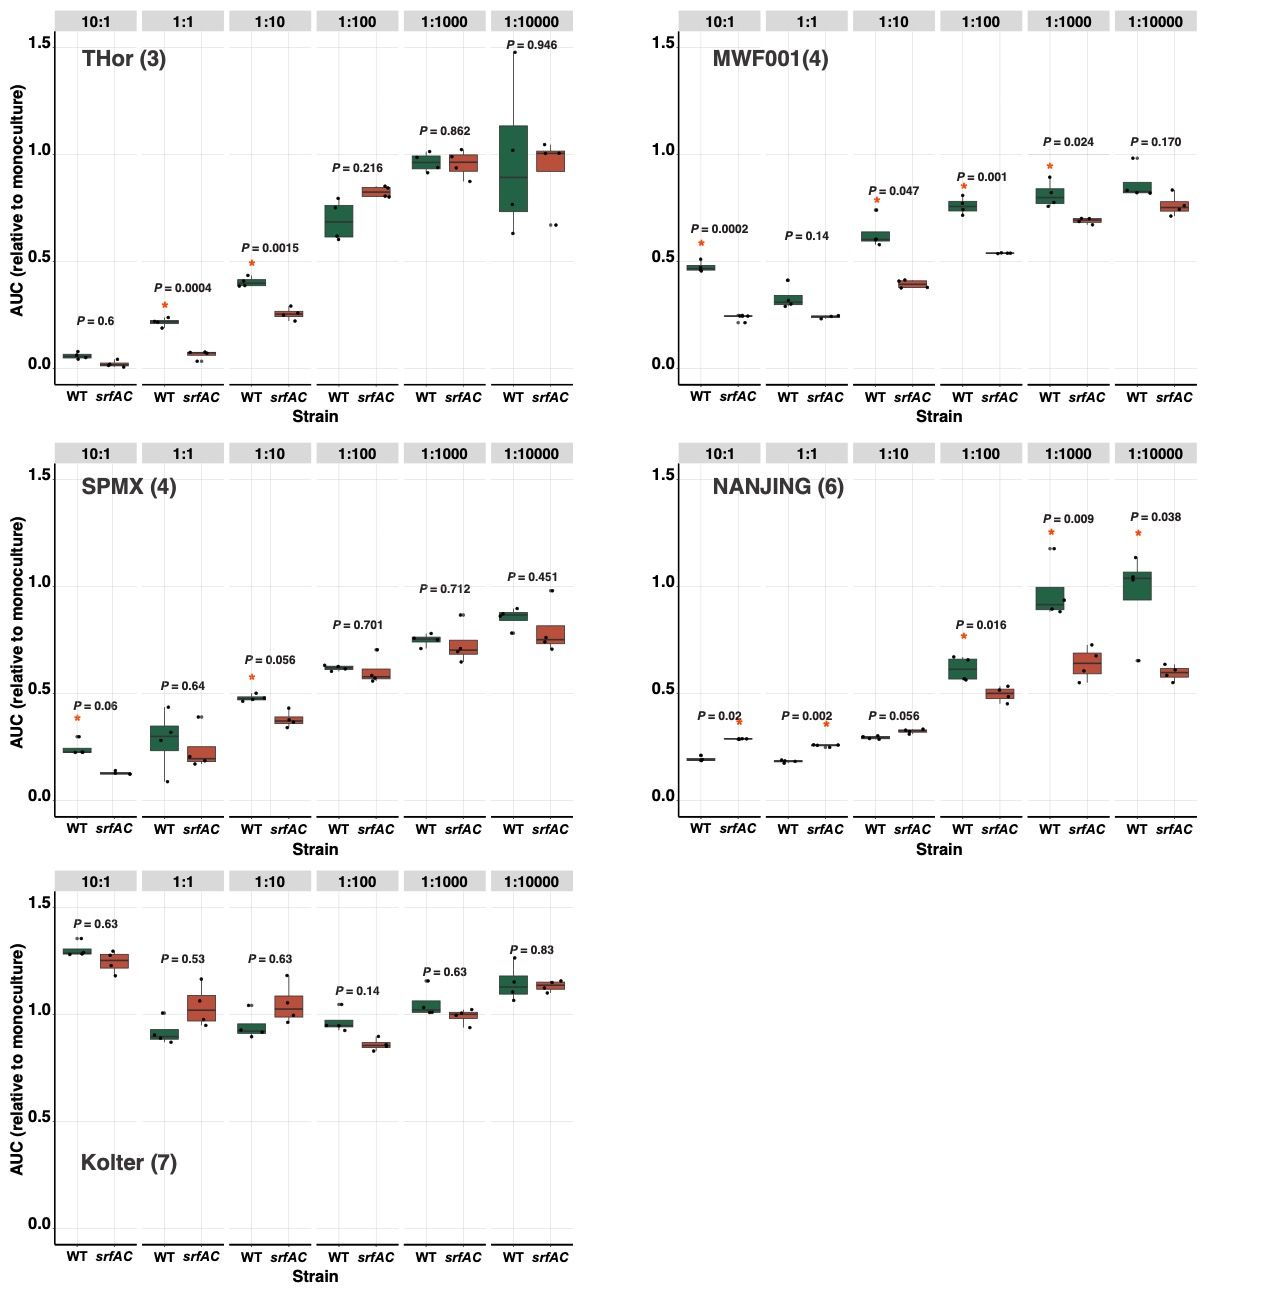 10:1 1:1 1:10 1:100 1:1000 1:10000
THor (3)
AUC (relative to monoculture)
1.5
1.0
0.5
0.0
P = 0.6
P = 0.0004
P = 0.0015
P = 0.216
P = 0.862
P = 0.946
*
*
WT srfAC WT srfAC WT srfAC WT srfAC WT srfAC WT srfAC
Strain
10:1 1:1 1:10 1:100 1:1000 1:10000
MWF001(4)
1.5
1.0
0.5
0.0
P = 0.0002
P = 0.14
P = 0.047
P = 0.001
P = 0.024
P = 0.170
*
*
*
*
WT srfAC WT srfAC WT srfAC WT srfAC WT srfAC WT srfAC
Strain
10:1 1:1 1:10 1:100 1:1000 1:10000
SPMX (4)
AUC (relative to monoculture)
1.5
1.0
0.5
0.0
P = 0.06
P = 0.64
P = 0.056
P = 0.701
P = 0.712
P = 0.451
*
*
WT srfAC WT srfAC WT srfAC WT srfAC WT srfAC WT srfAC
Strain
10:1 1:1 1:10 1:100 1:1000 1:10000
NANJING (6)
1.5
1.0
0.5
0.0
P = 0.02
P = 0.002
P = 0.056
P = 0.016
P = 0.009
P = 0.038
*
*
*
*
*
WT srfAC WT srfAC WT srfAC WT srfAC WT srfAC WT srfAC
Strain
10:1 1:1 1:10 1:100 1:1000 1:10000
AUC (relative to monoculture)
1.5
1.0
0.5
0.0
P = 0.63
P = 0.53
P = 0.63
P = 0.14
P = 0.63
P = 0.83
Kolter (7)
WT srfAC WT srfAC WT srfAC WT srfAC WT srfAC WT srfAC
Strain